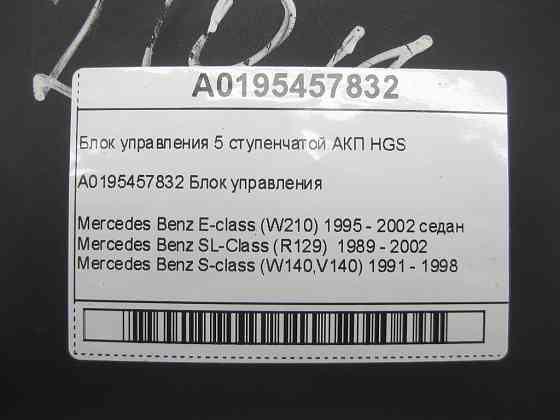 A0195457832
Блок управления 5 ступенчатой АКП HGS
A0195457832 Блок управления
Mercedes Benz E-class (W210) 1995 - 2002 седан
Mercedes Benz SL-Class (R129) 1989 - 2002
Mercedes Benz S-class (W140,V140) 1991 - 1998